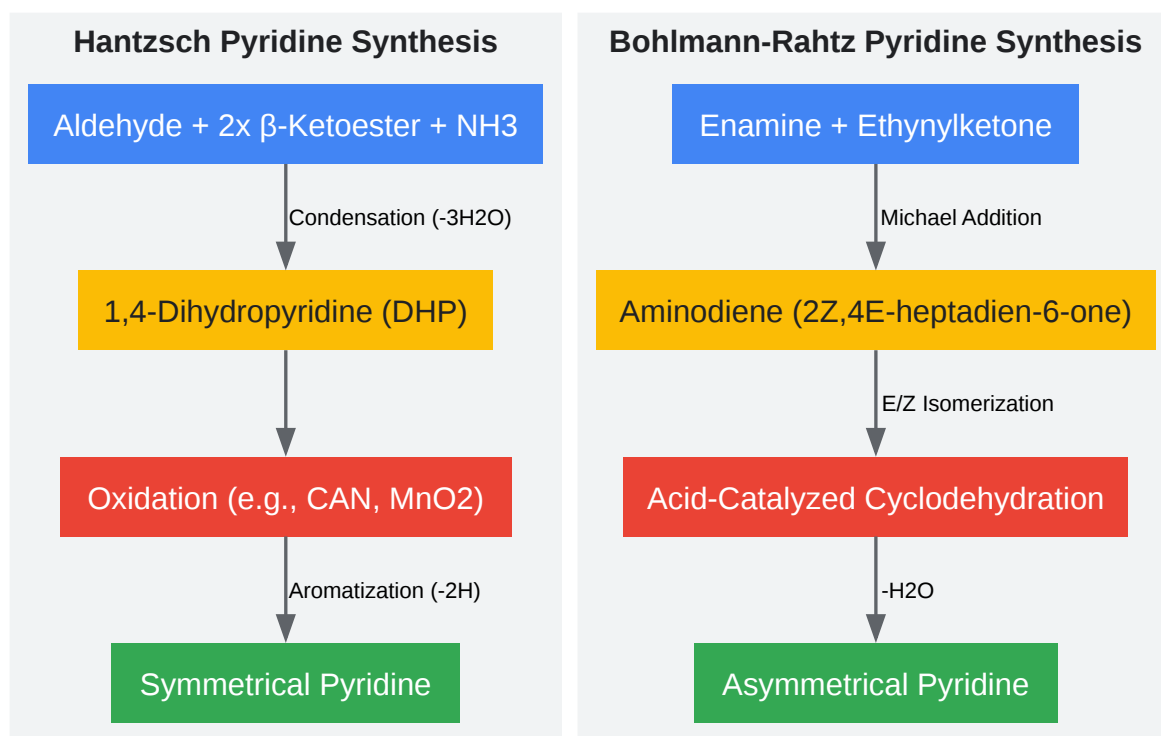 Hantzsch Pyridine Synthesis
Aldehyde + 2x β-Ketoester + NH3
Condensation (-3H2O)
1,4-Dihydropyridine (DHP)
Oxidation (e.g., CAN, MnO2)
Aromatization (-2H)
Symmetrical Pyridine
Bohlmann-Rahtz Pyridine Synthesis
Enamine + Ethynylketone
Michael Addition
Aminodiene (2Z,4E-heptadien-6-one)
E/Z Isomerization
Acid-Catalyzed Cyclodehydration
-H2O
Asymmetrical Pyridine